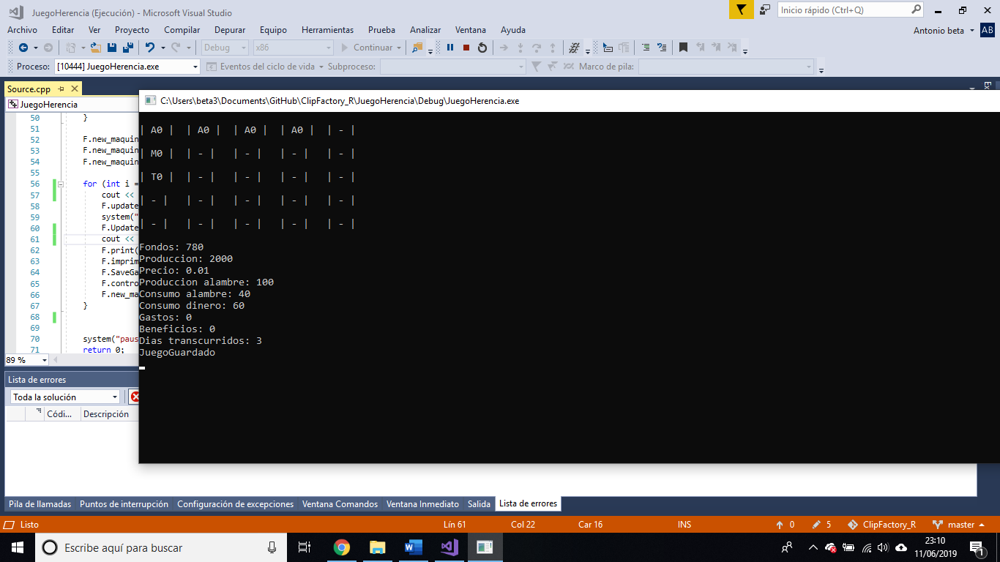 JuegoHerencia (Ejecución) - Microsoft Visual Studio
Inicio rápido (Ctrl+Q)
Archivo Editar Ver Proyecto Compilar Depurar Equipo Herramientas Prueba Analizar Ventana Ayuda
Antonio beta AB
Debug x86 Continuar
Proceso: [10444] JuegoHerencia.exe Eventos del ciclo de vida Subproceso: Marco de pila:
Source.cpp
JuegoHerencia
C:\Users\beta3\Documents\GitHub\ClipFactory_R\JuegoHerencia\Debug\JuegoHerencia.exe
50 }
51
52 F.new_maquin
53 F.new_maquin
54 F.new_maquin
55
56 for (int i =
57 cout <<
58 F.update
59 system("
60 F.Update
61 cout <<
62 F.print(
63 F.imprim
64 F.SaveGa
65 F.contro
66 F.new_ma
67 }
68
69
70 system("paus
71 return 0;
89 %
| A0 | | A0 | | A0 | | A0 | | - |
| M0 | | - | | - | | - | | - |
| T0 | | - | | - | | - | | - |
| - | | - | | - | | - | | - |
| - | | - | | - | | - | | - |
Fondos: 780
Produccion: 2000
Precio: 0.01
Produccion alambre: 100
Consumo alambre: 40
Consumo dinero: 60
Gastos: 0
Beneficios: 0
Dias transcurridos: 3
JuegoGuardado
Lista de errores
Toda la solución
Códi... Descripción
Pila de llamadas Puntos de interrupción Configuración de excepciones Ventana Comandos Ventana Inmediato Salida Lista de errores
Listo Lín 61 Col 22 Car 16 INS 0 5 ClipFactory_R master
Escribe aquí para buscar
23:10
11/06/2019
1